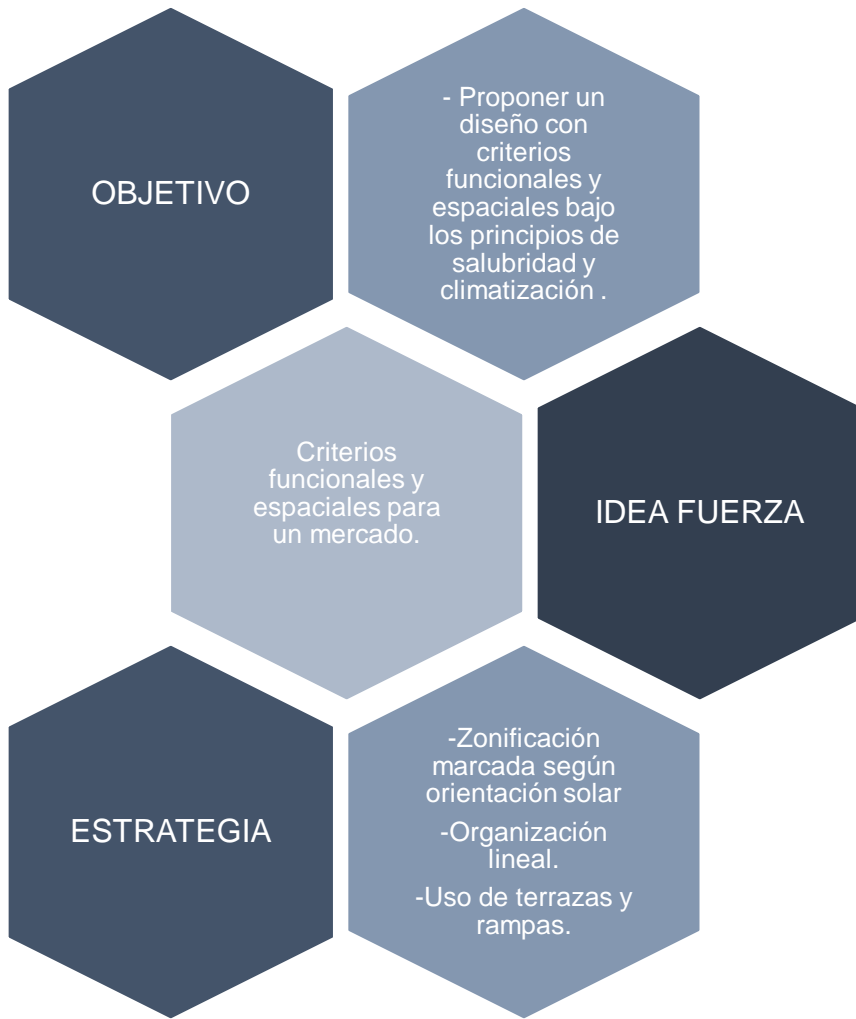 OBJETIVO
- Proponer un
diseño con
criterios
funcionales y
espaciales bajo
los principios de
salubridad y
climatización .
Criterios
funcionales y
espaciales para
un mercado.
IDEA FUERZA
ESTRATEGIA
-Zonificación
marcada según
orientación solar
-Organización
lineal.
-Uso de terrazas y
rampas.